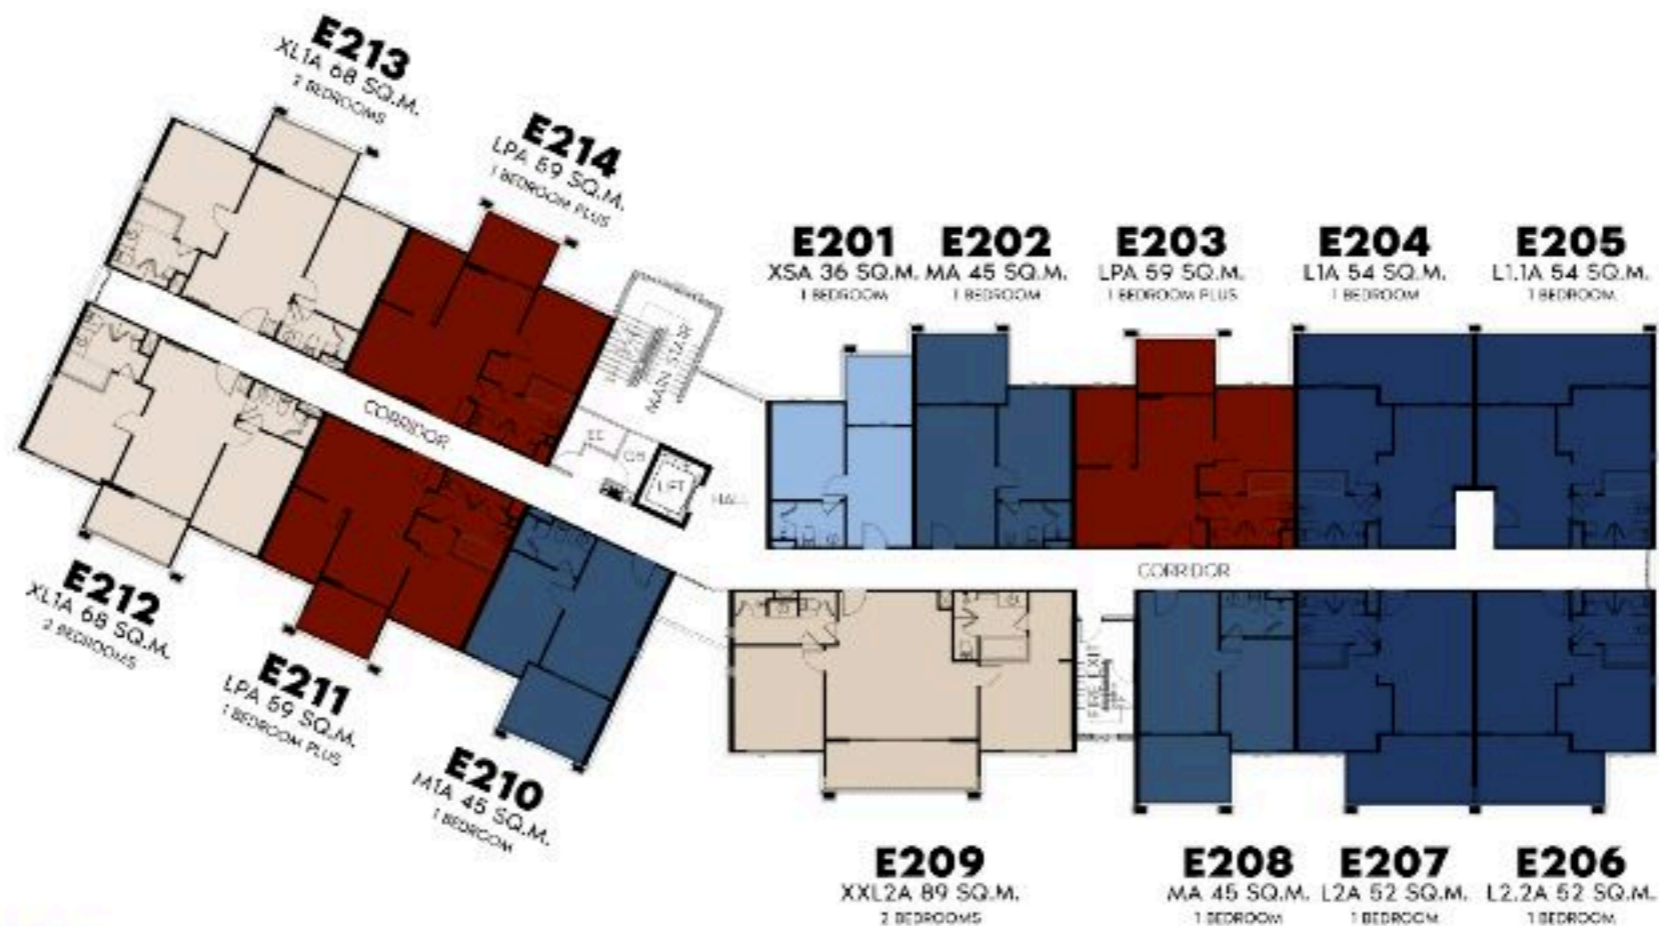 E213
XL1A 68 SQ.M.
2 BEDROOMS
E214
LPA 59 SQ.M.
1 BEDROOM PLUS
E201
XSA 36 SQ.M.
1 BEDROOM
E202
MA 45 SQ.M.
1 BEDROOM
E203
LPA 59 SQ.M.
1 BEDROOM PLUS
E204
L1A 54 SQ.M.
1 BEDROOM
E205
L1.1A 54 SQ.M.
1 BEDROOM
MAIN STAIR
CORRIDOR
EE
LIFT
HALL
CORRIDOR
FIRE EXIT
E212
XL1A 68 SQ.M.
2 BEDROOMS
E211
LPA 59 SQ.M.
1 BEDROOM PLUS
E210
M1A 45 SQ.M.
1 BEDROOM
E209
XXL2A 89 SQ.M.
2 BEDROOMS
E208
MA 45 SQ.M.
1 BEDROOM
E207
L2A 52 SQ.M.
1 BEDROOM
E206
L2.2A 52 SQ.M.
1 BEDROOM